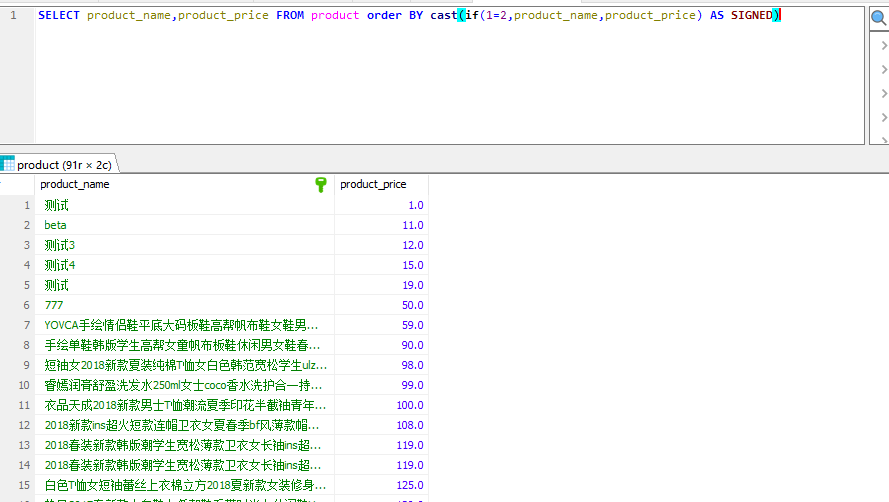 1 SELECT product_name,product_price FROM product order BY cast(if(1=2,product_name,product_price) AS SIGNED)
product (91r × 2c)
product_name product_price
1 测试 1.0
2 beta 11.0
3 测试3 12.0
4 测试4 15.0
5 测试 19.0
6 777 50.0
7 YOVCA手绘情侣鞋平底大码板鞋高帮帆布鞋女鞋男... 59.0
8 手绘单鞋韩版学生高帮女童帆布板鞋休闲男女鞋春... 90.0
9 短袖女2018新款夏装纯棉T恤女白色韩范宽松学生ulz... 98.0
10 睿嫣润膏舒盈洗发水250ml女士coco香水洗护合一持... 99.0
11 衣品天成2018新款男士T恤潮流夏季印花半截袖青年... 100.0
12 2018新款ins超火短款连帽卫衣女夏春季bf风薄款帽... 108.0
13 2018春装新款韩版潮学生宽松薄款卫衣女长袖ins超... 119.0
14 2018春装新款韩版潮学生宽松薄款卫衣女长袖ins超... 119.0
15 白色T恤女短袖蕾丝上衣棉立方2018夏新款女装修身... 125.0